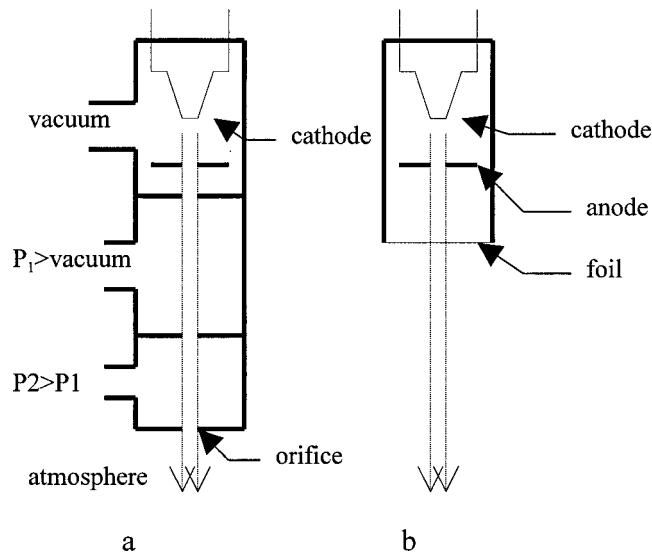 vacuum
cathode
P₁>vacuum
P2>P1
orifice
atmosphere
a
cathode
anode
foil
b